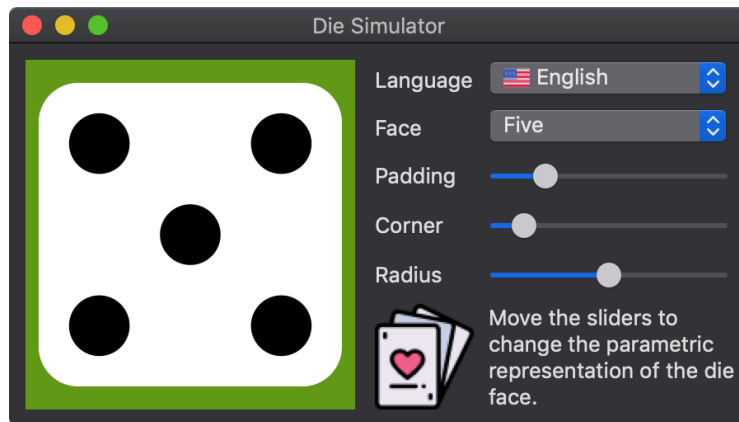 Die Simulator
Language
English
Face
Five
Padding
Corner
Radius
Move the sliders to
change the parametric
representation of the die
face.